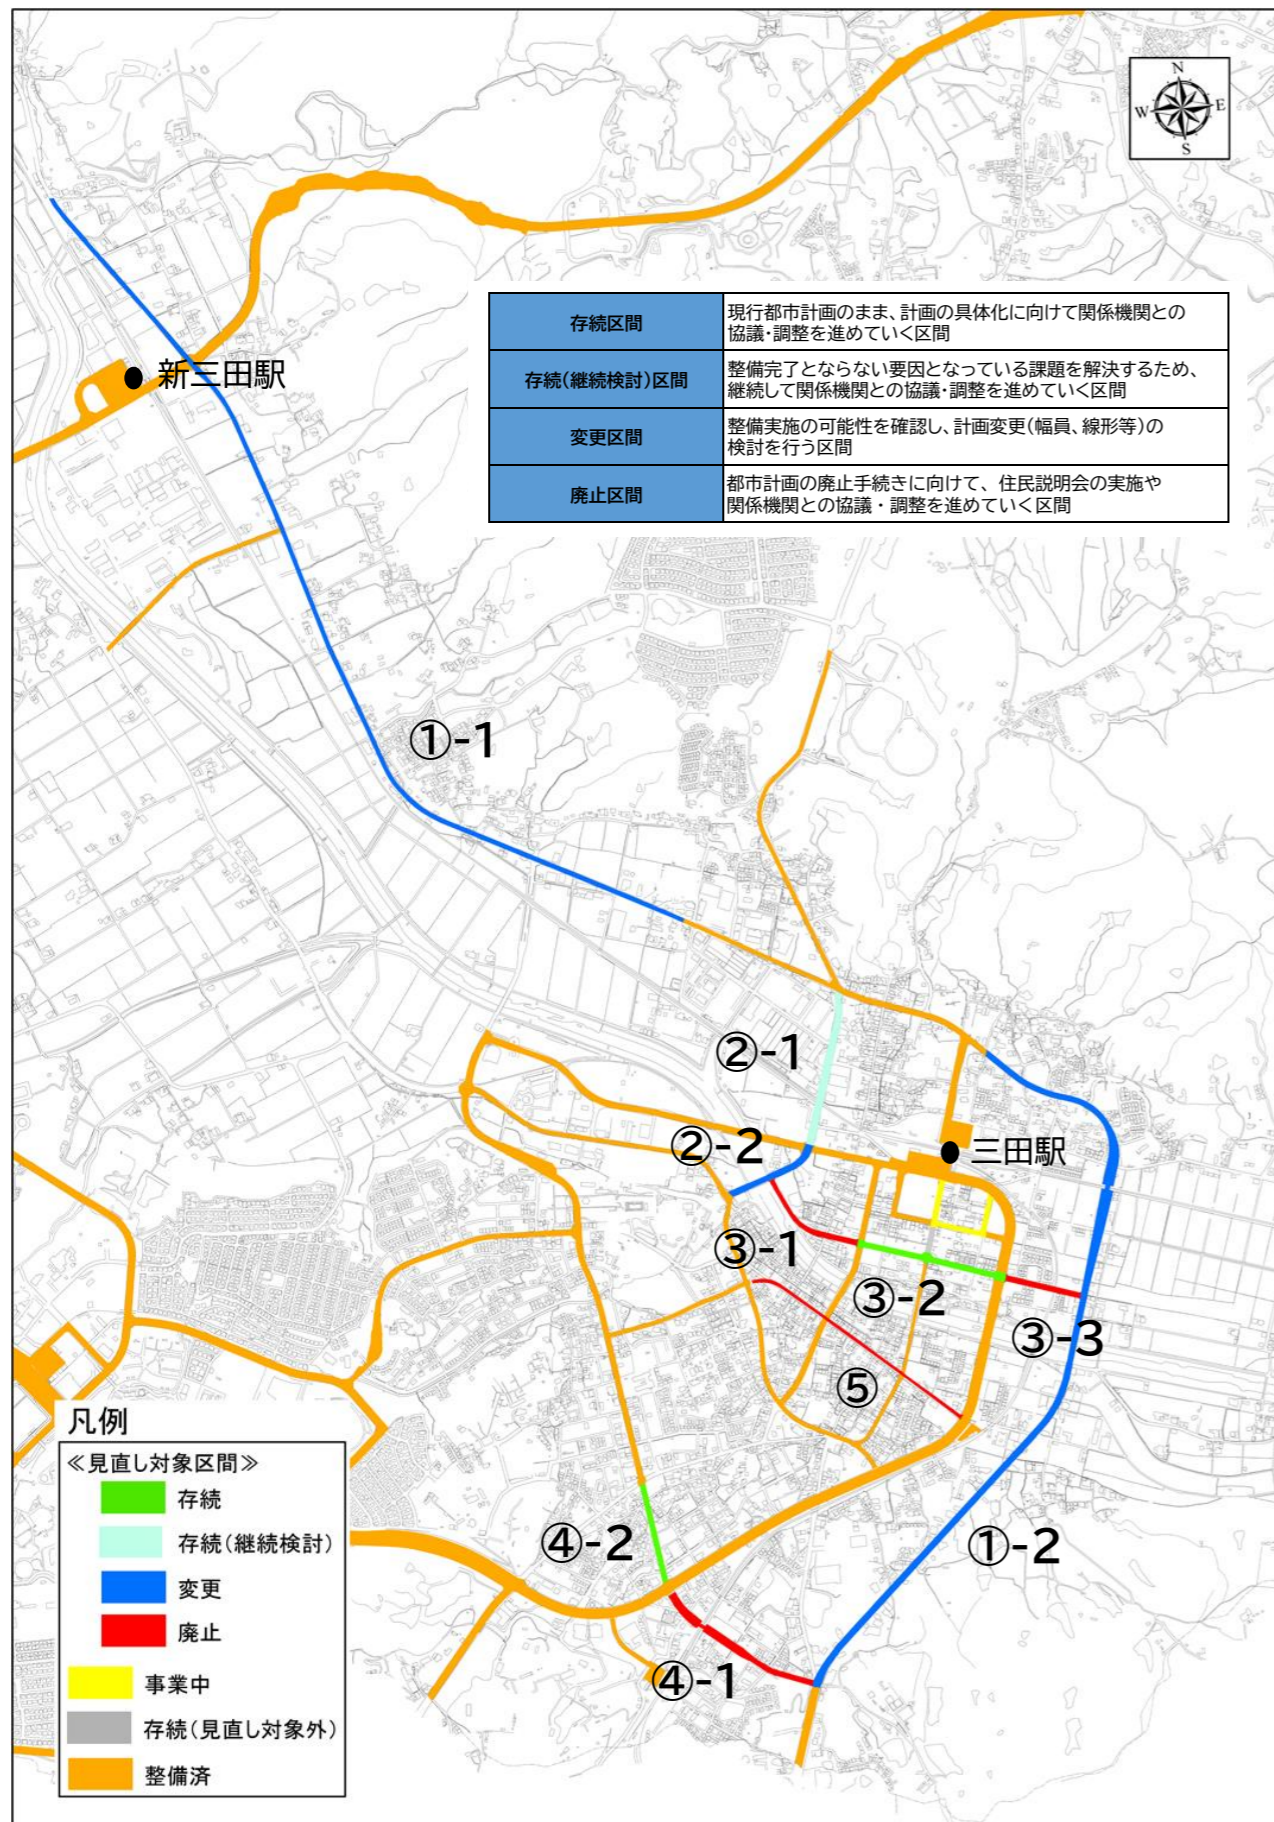 N
W
E
S
存続区間
現行都市計画のまま、計画の具体化に向けて関係機関との
協議・調整を進めていく区間
存続(継続検討)区間
整備完了とならない要因となっている課題を解決するため、
継続して関係機関との協議・調整を進めていく区間
変更区間
整備実施の可能性を確認し、計画変更(幅員、線形等)の
検討を行う区間
廃止区間
都市計画の廃止手続きに向けて、住民説明会の実施や
関係機関との協議・調整を進めていく区間
新三田駅
①-1
②-1
②-2
三田駅
③-1
③-2
③-3
⑤
④-2
①-2
④-1
凡例
≪見直し対象区間≫
存続
存続(継続検討)
変更
廃止
事業中
存続(見直し対象外)
整備済